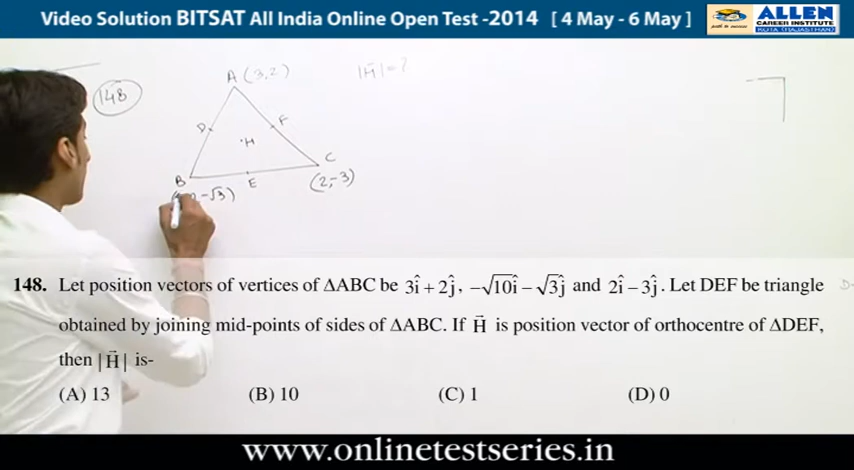 Video Solution BITSAT All India Online Open Test -2014 [ 4 May - 6 May ]
ALLEN
CAREER INSTITUTE
KOTA (RAJASTHAN)
148
A (3, 2)
|H⃗| = ?
D
F
H
B
E
C
-√3)
(2, -3)
148. Let position vectors of vertices of ΔABC be 3î + 2ĵ, −√10î − √3ĵ and 2î − 3ĵ. Let DEF be triangle
obtained by joining mid-points of sides of ΔABC. If H⃗ is position vector of orthocentre of ΔDEF,
then |H⃗| is-
(A) 13 (B) 10 (C) 1 (D) 0
www.onlinetestseries.in